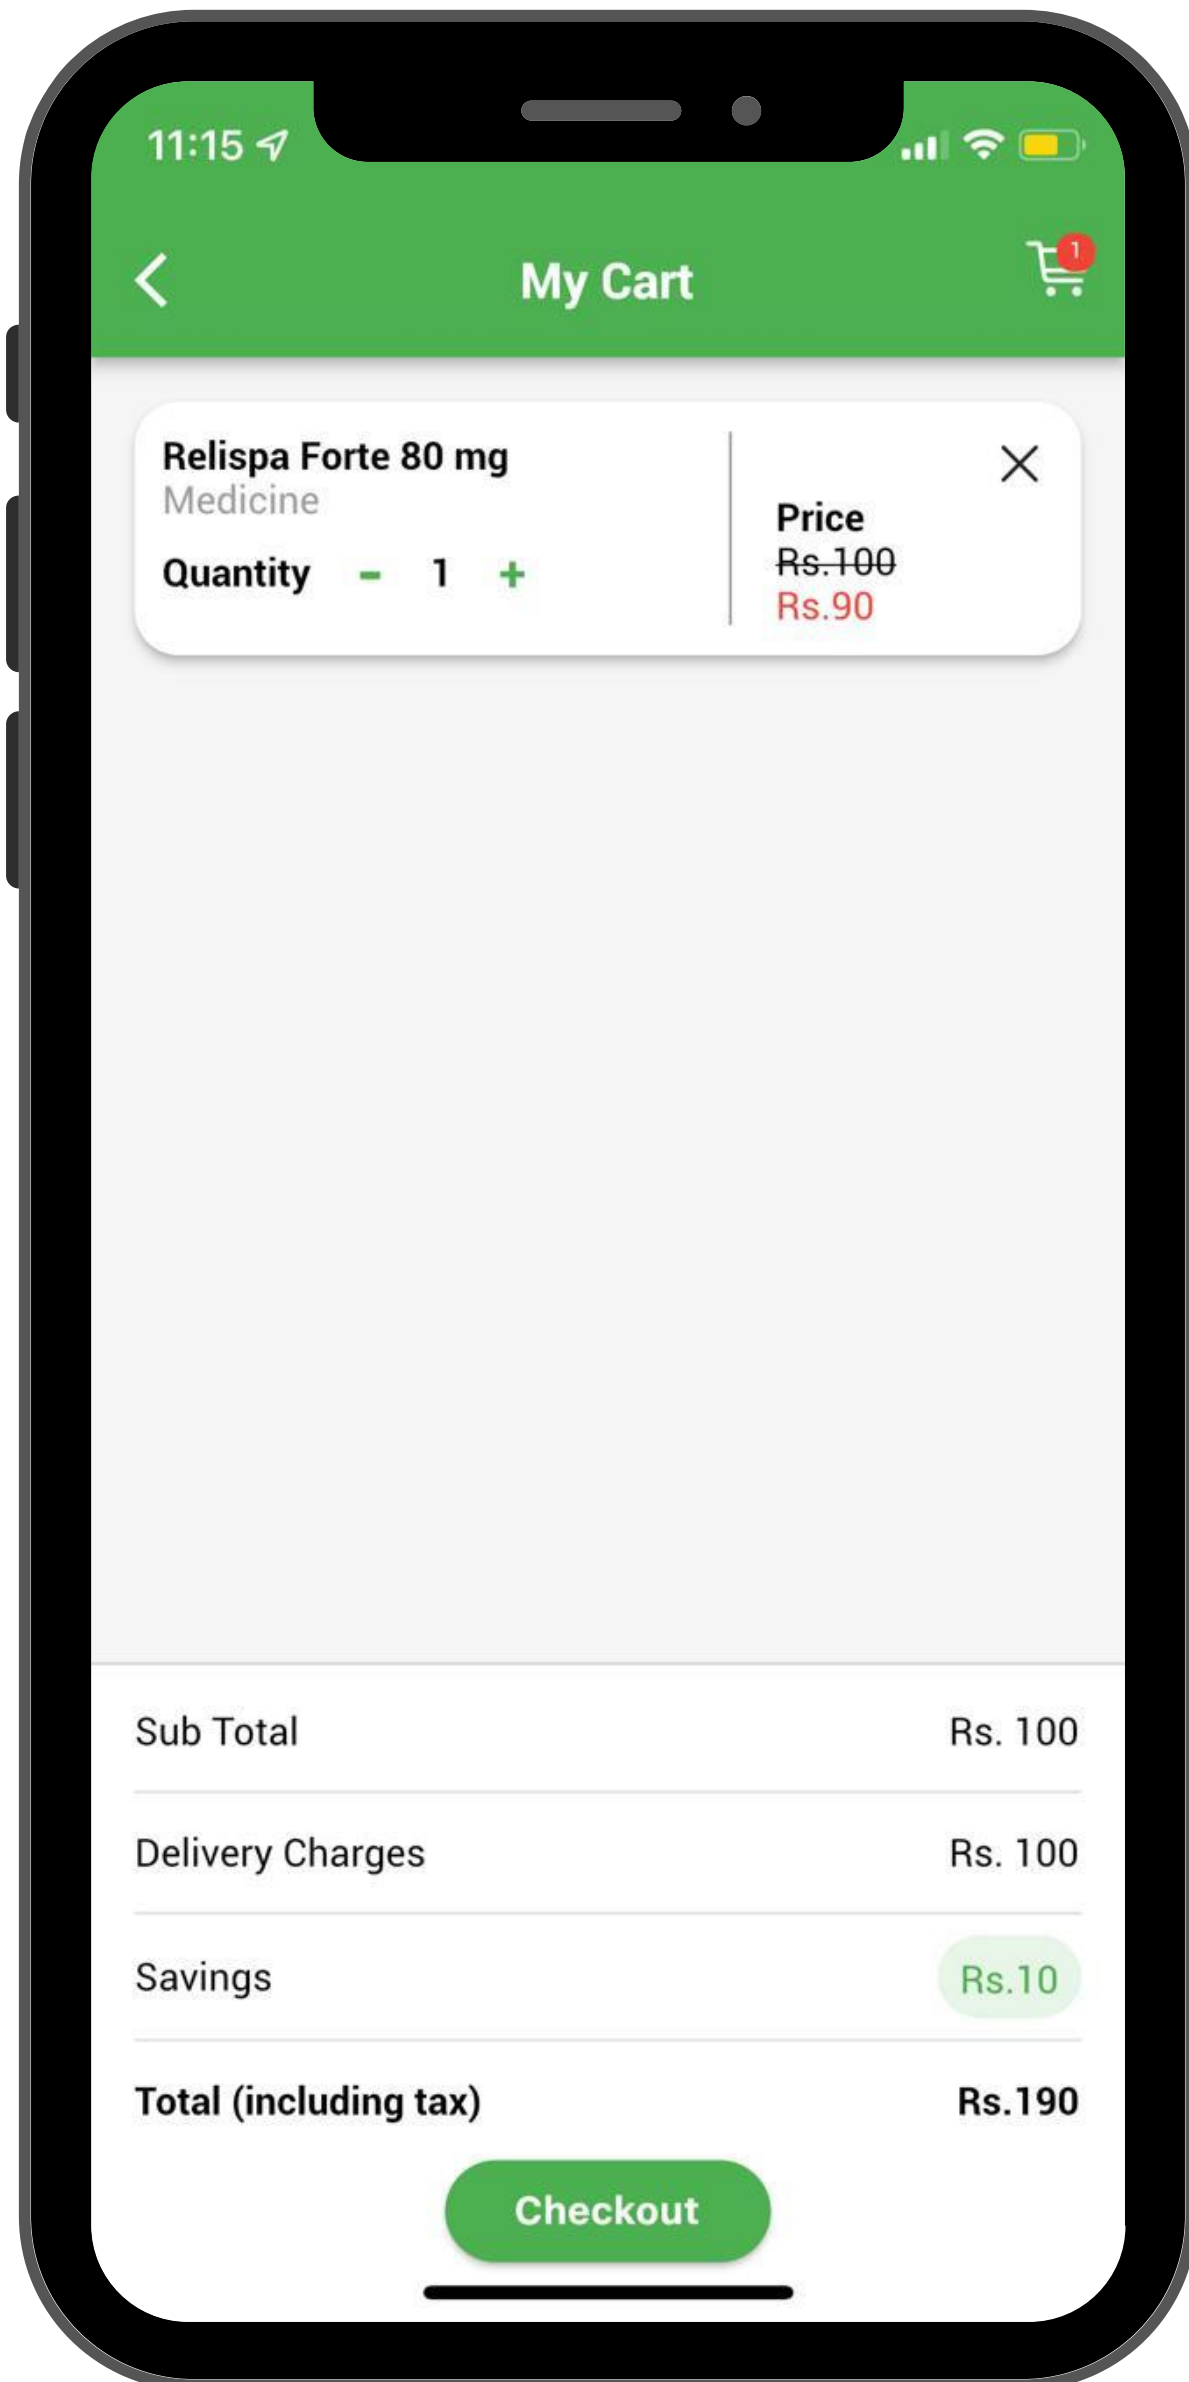 11:15
My Cart
1
Relispa Forte 80 mg
Medicine
Quantity - 1 +
Price
Rs.100
Rs.90
Sub Total Rs. 100
Delivery Charges Rs. 100
Savings Rs.10
Total (including tax) Rs.190
Checkout